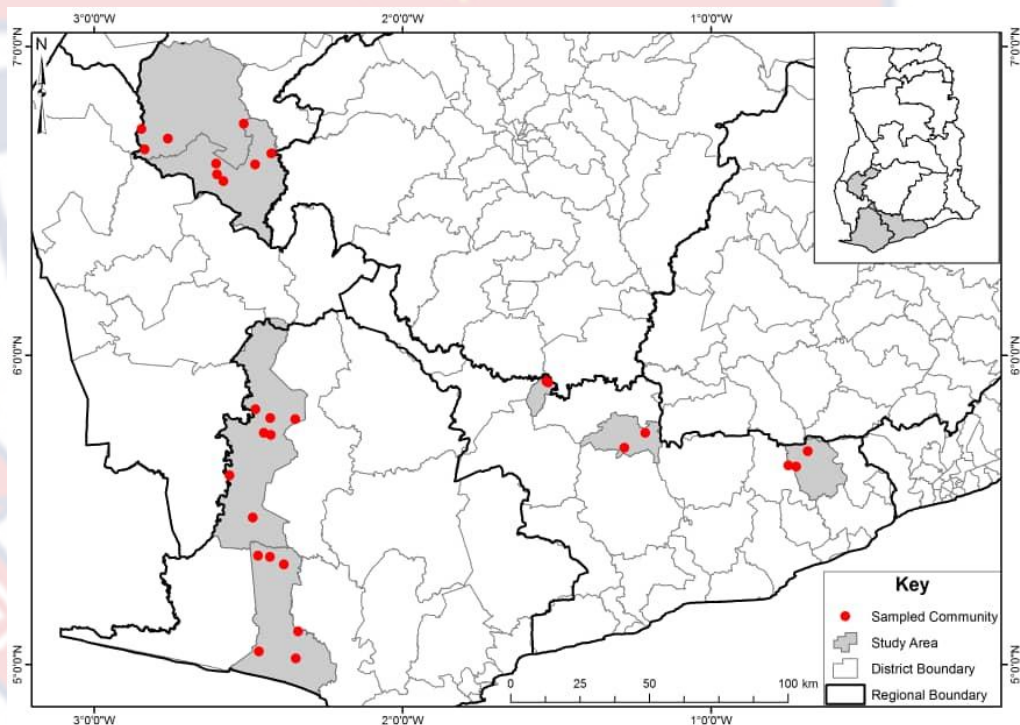 3°0'0"W 2°0'0"W 1°0'0"W
7°0'0"N
7°0'0"N
N
6°0'0"N
6°0'0"N
5°0'0"N
5°0'0"N
Key
Sampled Community
Study Area
District Boundary
Regional Boundary
0 25 50 100 km
3°0'0"W 2°0'0"W 1°0'0"W